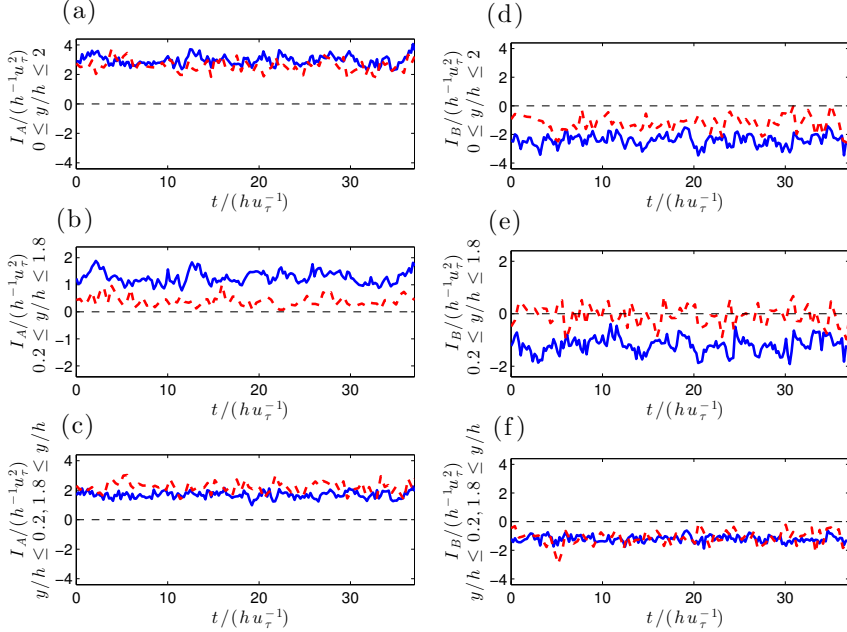 (a)
I_A/(h^{-1}u_τ^2)
0 ≤ y/h ≤ 2
4
2
0
−2
−4
0 10 20 30
t/(hu_τ^{-1})
(d)
I_B/(h^{-1}u_τ^2)
0 ≤ y/h ≤ 2
4
2
0
−2
−4
0 10 20 30
t/(hu_τ^{-1})
(b)
I_A/(h^{-1}u_τ^2)
0.2 ≤ y/h ≤ 1.8
2
1
0
−1
−2
0 10 20 30
t/(hu_τ^{-1})
(e)
I_B/(h^{-1}u_τ^2)
0.2 ≤ y/h ≤ 1.8
2
0
−2
0 10 20 30
t/(hu_τ^{-1})
(c)
I_A/(h^{-1}u_τ^2)
y/h ≤ 0.2, 1.8 ≤ y/h
4
2
0
−2
−4
0 10 20 30
t/(hu_τ^{-1})
(f)
I_B/(h^{-1}u_τ^2)
y/h ≤ 0.2, 1.8 ≤ y/h
4
2
0
−2
−4
0 10 20 30
t/(hu_τ^{-1})